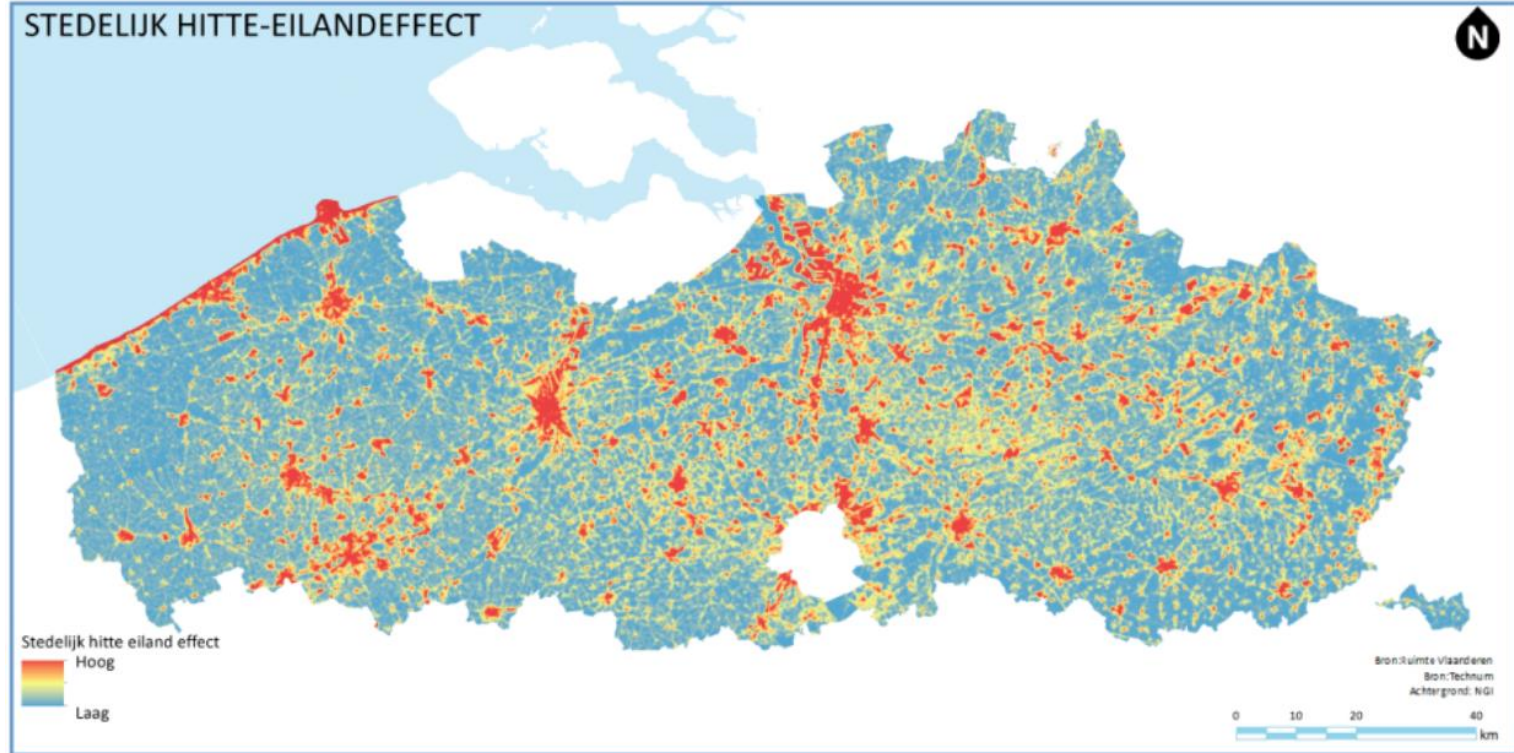 STEDELIJK HITTE-EILANDEFFECT
N
Stedelijk hitte eiland effect
Hoog
Laag
Bron:Ruimte Vlaanderen
Bron:Technum
Achtergrond: NGI
0 10 20 40
km